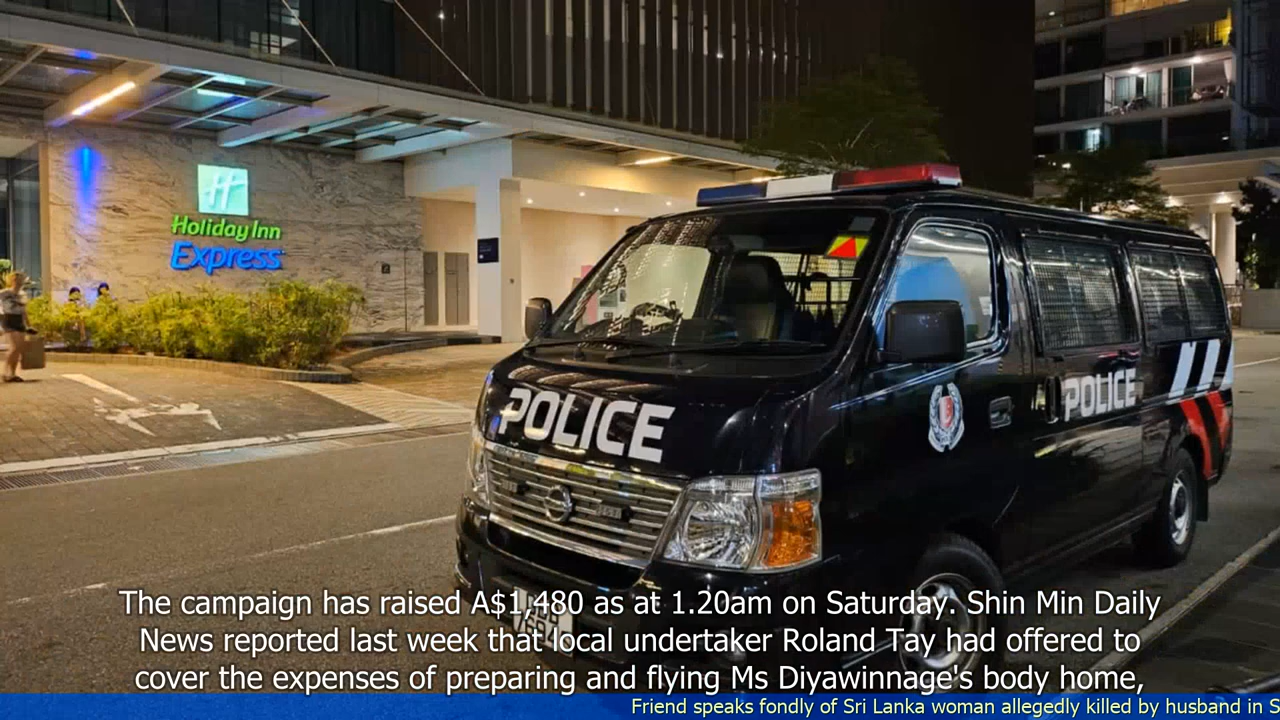 Holiday Inn
Express
POLICE
POLICE
The campaign has raised A$1,480 as at 1.20am on Saturday. Shin Min Daily
News reported last week that local undertaker Roland Tay had offered to
cover the expenses of preparing and flying Ms Diyawinnage's body home,
Friend speaks fondly of Sri Lanka woman allegedly killed by husband in S